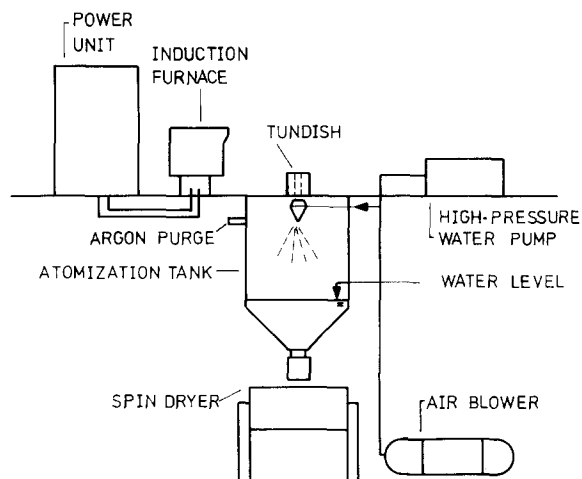 POWER
UNIT
INDUCTION
FURNACE
TUNDISH
HIGH-PRESSURE
WATER PUMP
ARGON PURGE
ATOMIZATION TANK
WATER LEVEL
SPIN DRYER
AIR BLOWER